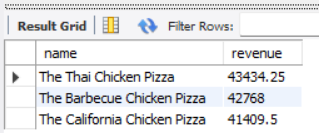 Result Grid Filter Rows:
name revenue
The Thai Chicken Pizza 43434.25
The Barbecue Chicken Pizza 42768
The California Chicken Pizza 41409.5